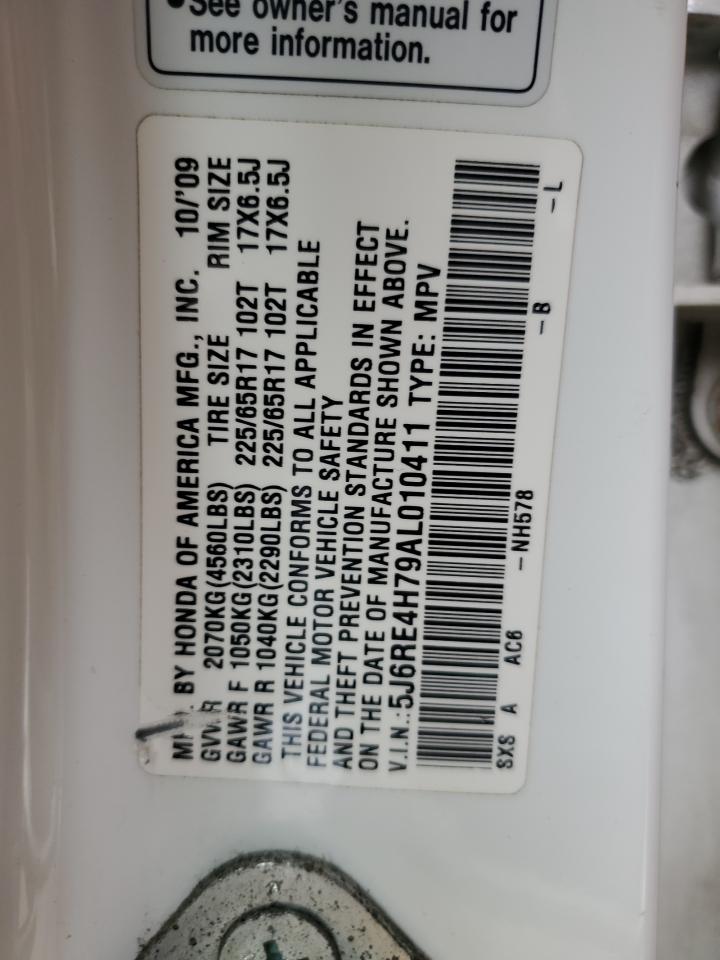 •See owner's manual for
more information.
BY HONDA OF AMERICA MFG., INC. 10/'09
GVWR 2070KG(4560LBS) TIRE SIZE RIM SIZE
GAWR F 1050KG(2310LBS) 225/65R17 102T 17X6.5J
GAWR R 1040KG(2290LBS) 225/65R17 102T 17X6.5J
THIS VEHICLE CONFORMS TO ALL APPLICABLE
FEDERAL MOTOR VEHICLE SAFETY
AND THEFT PREVENTION STANDARDS IN EFFECT
ON THE DATE OF MANUFACTURE SHOWN ABOVE.
V.I.N.:5J6RE4H79AL010411 TYPE: MPV
SXS A AC6 -NH578 -B -L